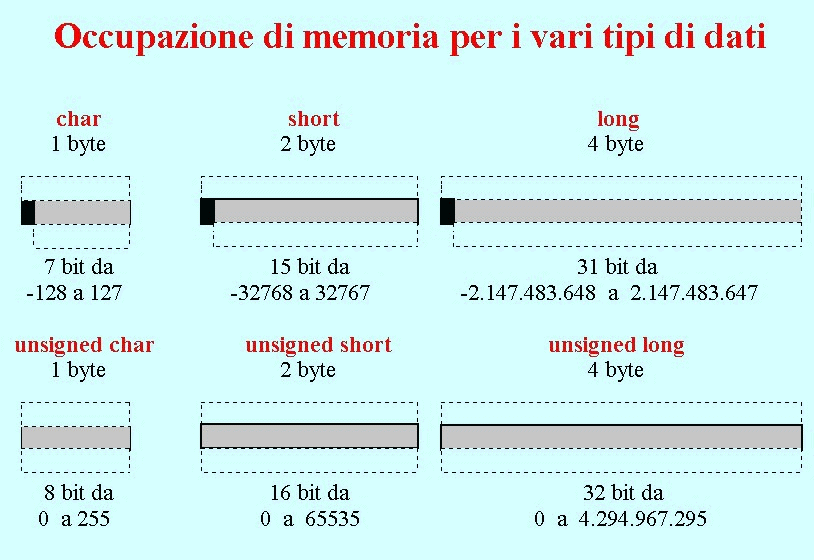 Occupazione di memoria per i vari tipi di dati
char
1 byte
7 bit da
-128 a 127
short
2 byte
15 bit da
-32768 a 32767
long
4 byte
31 bit da
-2.147.483.648 a 2.147.483.647
unsigned char
1 byte
8 bit da
0 a 255
unsigned short
2 byte
16 bit da
0 a 65535
unsigned long
4 byte
32 bit da
0 a 4.294.967.295